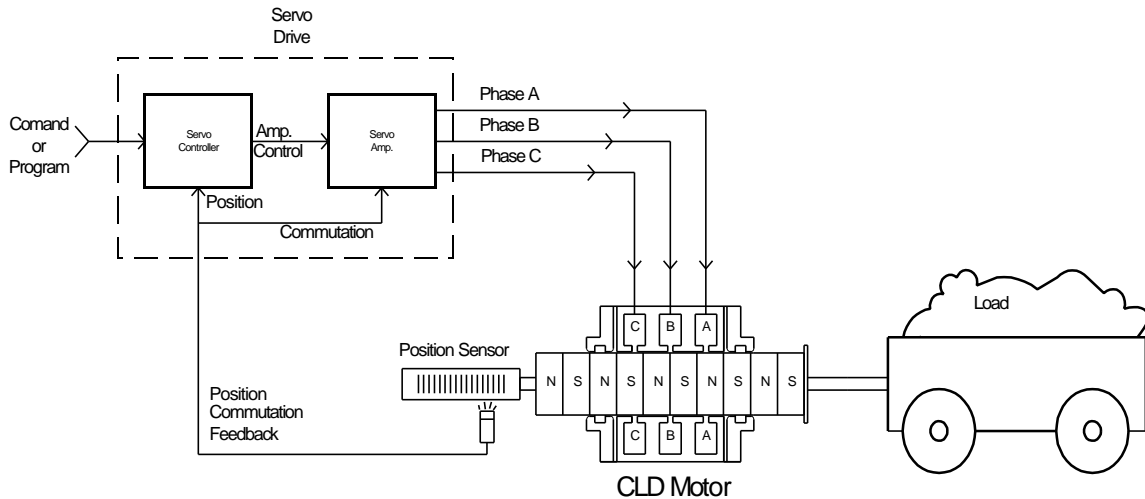 Servo
Drive
Comand
or
Program
Servo
Controller
Amp.
Control
Servo
Amp.
Phase A
Phase B
Phase C
Position
Commutation
C B A
Load
Position Sensor
N S N S N S N S N S
Position
Commutation
Feedback
C B A
CLD Motor